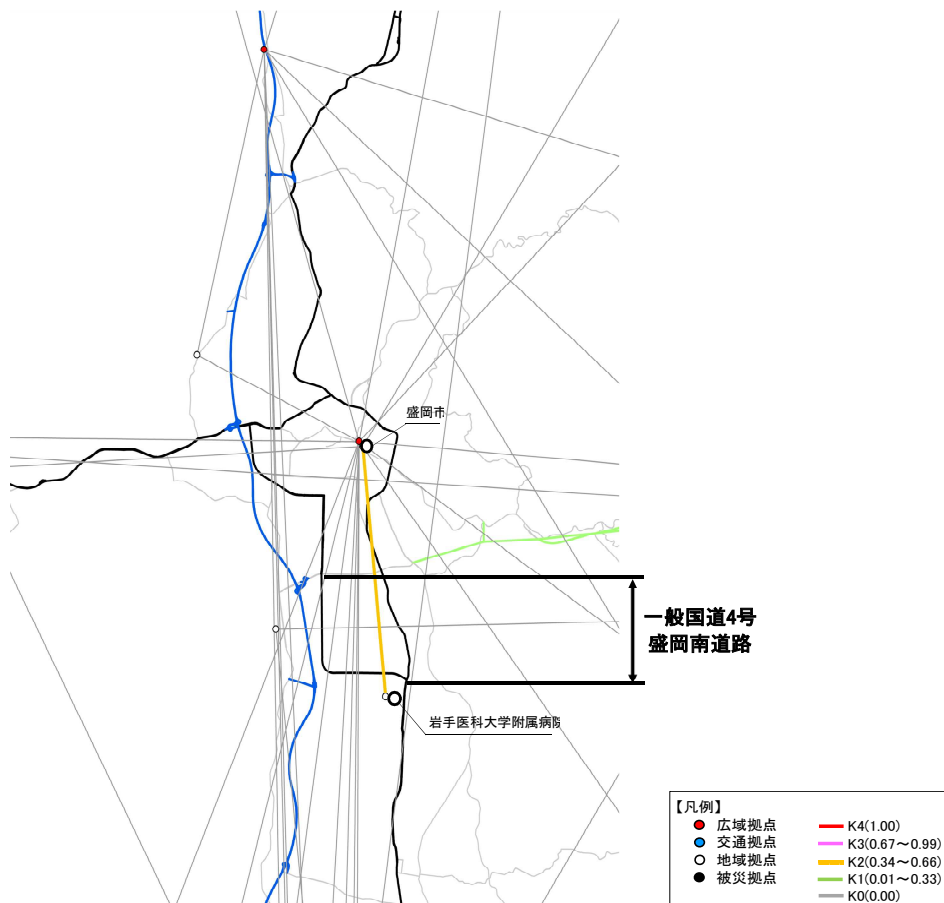 盛岡市
一般国道4号
盛岡南道路
岩手医科大学附属病院
【凡例】
広域拠点
交通拠点
地域拠点
被災拠点
K4(1.00)
K3(0.67～0.99)
K2(0.34～0.66)
K1(0.01～0.33)
K0(0.00)